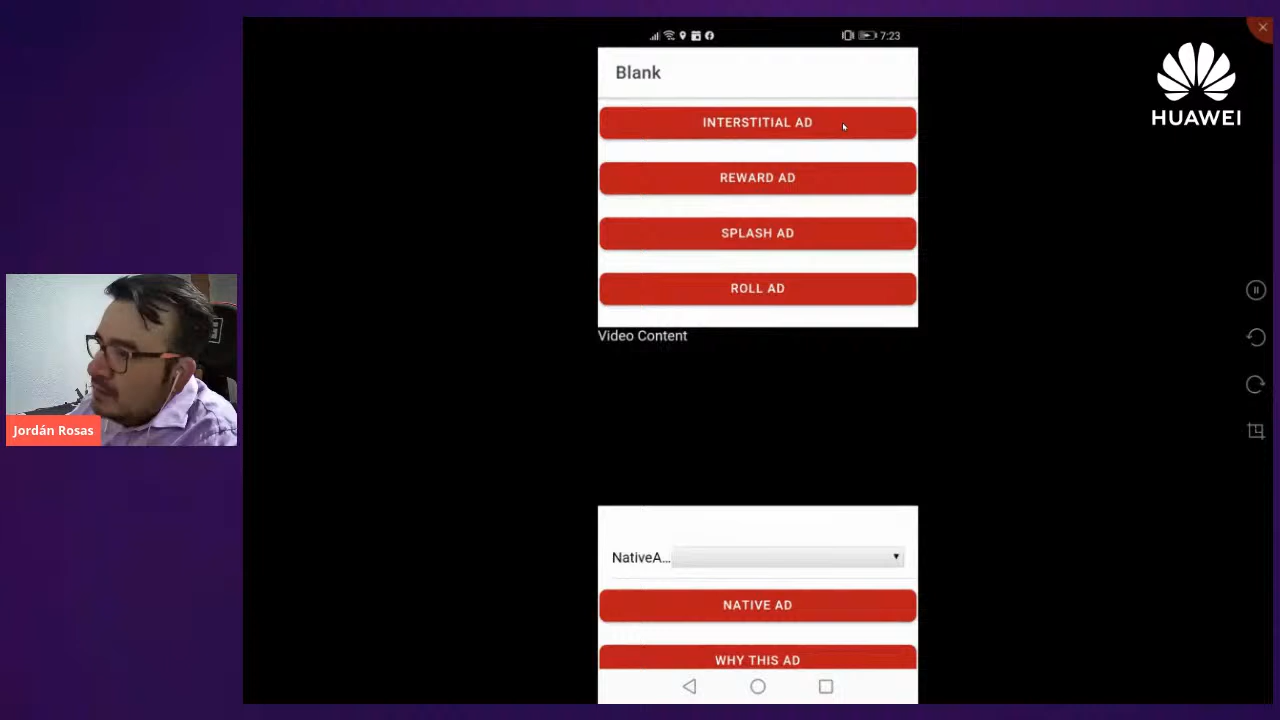 7:23
Blank
INTERSTITIAL AD
REWARD AD
SPLASH AD
ROLL AD
Video Content
NativeA...
NATIVE AD
WHY THIS AD
HUAWEI
Jordán Rosas